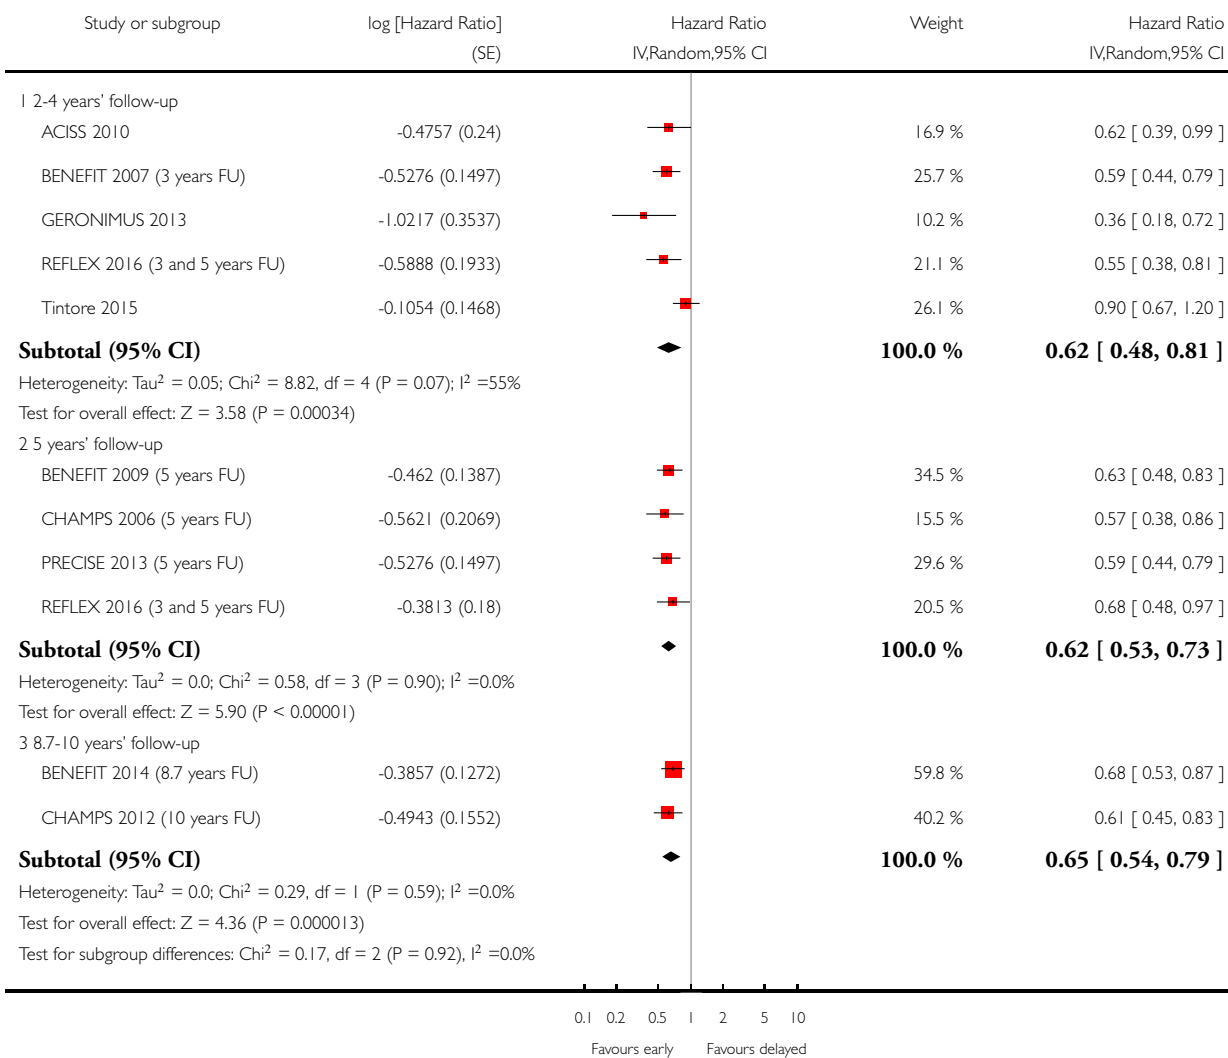 Study or subgroup log [Hazard Ratio] Hazard Ratio Weight Hazard Ratio
(SE) IV,Random,95% CI IV,Random,95% CI
1 2-4 years' follow-up
ACISS 2010 -0.4757 (0.24) 16.9 % 0.62 [ 0.39, 0.99 ]
BENEFIT 2007 (3 years FU) -0.5276 (0.1497) 25.7 % 0.59 [ 0.44, 0.79 ]
GERONIMUS 2013 -1.0217 (0.3537) 10.2 % 0.36 [ 0.18, 0.72 ]
REFLEX 2016 (3 and 5 years FU) -0.5888 (0.1933) 21.1 % 0.55 [ 0.38, 0.81 ]
Tintore 2015 -0.1054 (0.1468) 26.1 % 0.90 [ 0.67, 1.20 ]
Subtotal (95% CI) 100.0 % 0.62 [ 0.48, 0.81 ]
Heterogeneity: Tau² = 0.05; Chi² = 8.82, df = 4 (P = 0.07); I² =55%
Test for overall effect: Z = 3.58 (P = 0.00034)
2 5 years' follow-up
BENEFIT 2009 (5 years FU) -0.462 (0.1387) 34.5 % 0.63 [ 0.48, 0.83 ]
CHAMPS 2006 (5 years FU) -0.5621 (0.2069) 15.5 % 0.57 [ 0.38, 0.86 ]
PRECISE 2013 (5 years FU) -0.5276 (0.1497) 29.6 % 0.59 [ 0.44, 0.79 ]
REFLEX 2016 (3 and 5 years FU) -0.3813 (0.18) 20.5 % 0.68 [ 0.48, 0.97 ]
Subtotal (95% CI) 100.0 % 0.62 [ 0.53, 0.73 ]
Heterogeneity: Tau² = 0.0; Chi² = 0.58, df = 3 (P = 0.90); I² =0.0%
Test for overall effect: Z = 5.90 (P < 0.00001)
3 8.7-10 years' follow-up
BENEFIT 2014 (8.7 years FU) -0.3857 (0.1272) 59.8 % 0.68 [ 0.53, 0.87 ]
CHAMPS 2012 (10 years FU) -0.4943 (0.1552) 40.2 % 0.61 [ 0.45, 0.83 ]
Subtotal (95% CI) 100.0 % 0.65 [ 0.54, 0.79 ]
Heterogeneity: Tau² = 0.0; Chi² = 0.29, df = 1 (P = 0.59); I² =0.0%
Test for overall effect: Z = 4.36 (P = 0.000013)
Test for subgroup differences: Chi² = 0.17, df = 2 (P = 0.92), I² =0.0%
0.1 0.2 0.5 1 2 5 10
Favours early Favours delayed